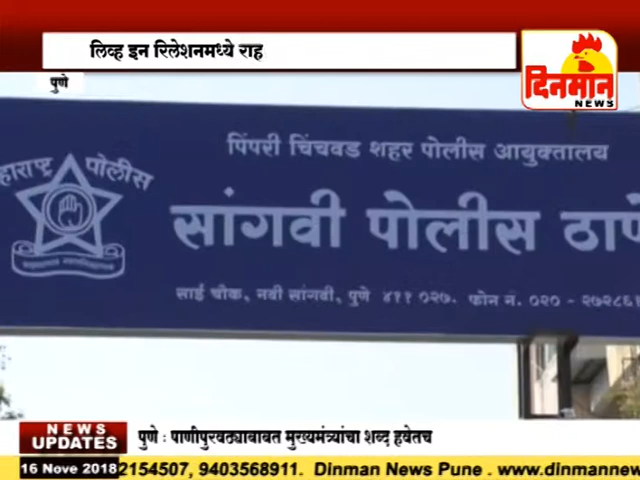 लिव्ह इन रिलेशनमध्ये राह
दिनमान
NEWS
पुणे
पिंपरी चिंचवड शहर पोलीस आयुक्तालय
हाराष्ट्र पोलीस
सांगवी पोलीस ठाणे
साई चौक, नवी सांगवी, पुणे ४११ ०२७. फोन नं. ०२० - २७२८६१
NEWS
UPDATES
पुणे : पाणीपुरवठ्याबाबत मुख्यमंत्र्यांचा शब्द हवेतच
16 Nove 2018
2154507, 9403568911. Dinman News Pune . www.dinmannew